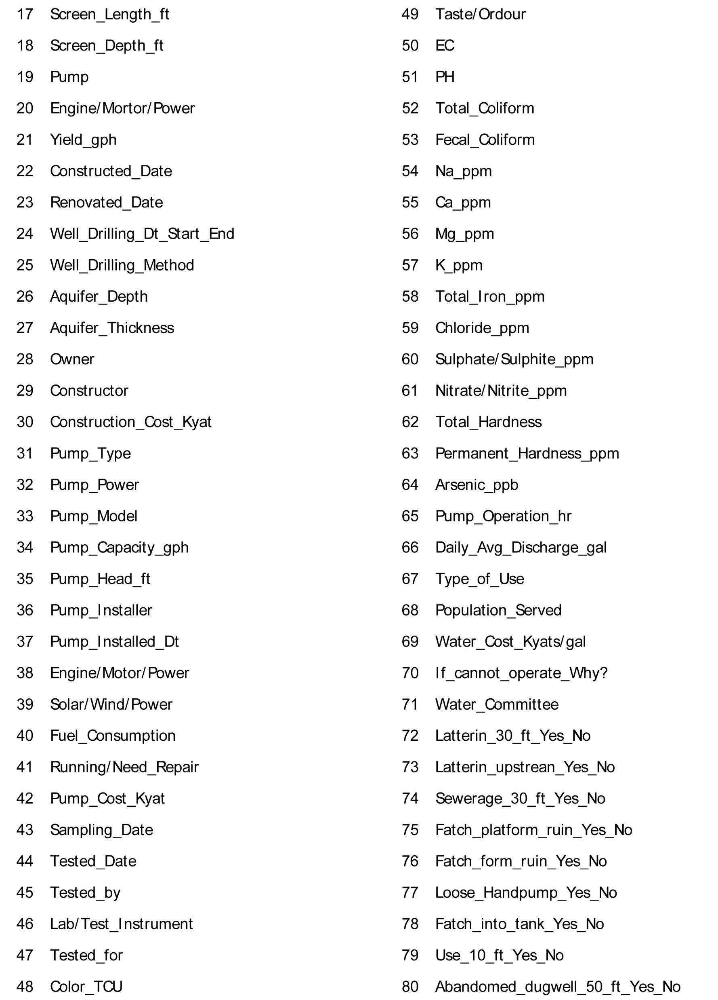 17 Screen_Length_ft
18 Screen_Depth_ft
19 Pump
20 Engine/Mortor/Power
21 Yield_gph
22 Constructed_Date
23 Renovated_Date
24 Well_Drilling_Dt_Start_End
25 Well_Drilling_Method
26 Aquifer_Depth
27 Aquifer_Thickness
28 Owner
29 Constructor
30 Construction_Cost_Kyat
31 Pump_Type
32 Pump_Power
33 Pump_Model
34 Pump_Capacity_gph
35 Pump_Head_ft
36 Pump_Installer
37 Pump_Installed_Dt
38 Engine/Motor/Power
39 Solar/Wind/Power
40 Fuel_Consumption
41 Running/Need_Repair
42 Pump_Cost_Kyat
43 Sampling_Date
44 Tested_Date
45 Tested_by
46 Lab/Test_Instrument
47 Tested_for
48 Color_TCU
49 Taste/Ordour
50 EC
51 PH
52 Total_Coliform
53 Fecal_Coliform
54 Na_ppm
55 Ca_ppm
56 Mg_ppm
57 K_ppm
58 Total_Iron_ppm
59 Chloride_ppm
60 Sulphate/Sulphite_ppm
61 Nitrate/Nitrite_ppm
62 Total_Hardness
63 Permanent_Hardness_ppm
64 Arsenic_ppb
65 Pump_Operation_hr
66 Daily_Avg_Discharge_gal
67 Type_of_Use
68 Population_Served
69 Water_Cost_Kyats/gal
70 If_cannot_operate_Why?
71 Water_Committee
72 Latterin_30_ft_Yes_No
73 Latterin_upstrean_Yes_No
74 Sewerage_30_ft_Yes_No
75 Fatch_platform_ruin_Yes_No
76 Fatch_form_ruin_Yes_No
77 Loose_Handpump_Yes_No
78 Fatch_into_tank_Yes_No
79 Use_10_ft_Yes_No
80 Abandomed_dugwell_50_ft_Yes_No